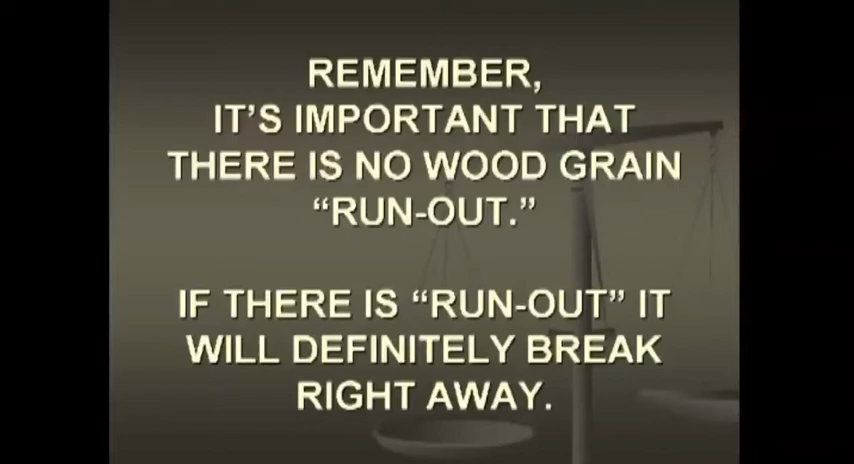 REMEMBER,
IT’S IMPORTANT THAT
THERE IS NO WOOD GRAIN
“RUN-OUT.”
IF THERE IS “RUN-OUT” IT
WILL DEFINITELY BREAK
RIGHT AWAY.